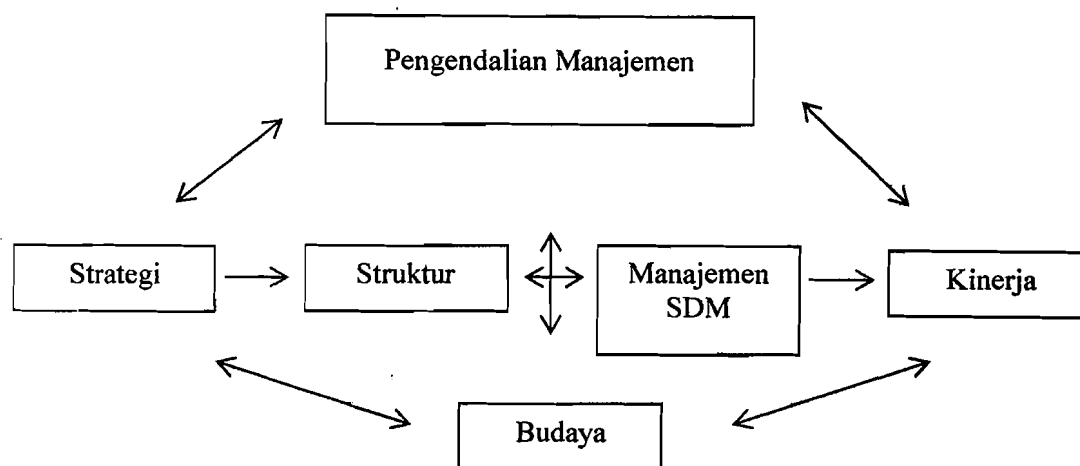 Pengendalian Manajemen
Strategi
Struktur
Manajemen
SDM
Kinerja
Budaya